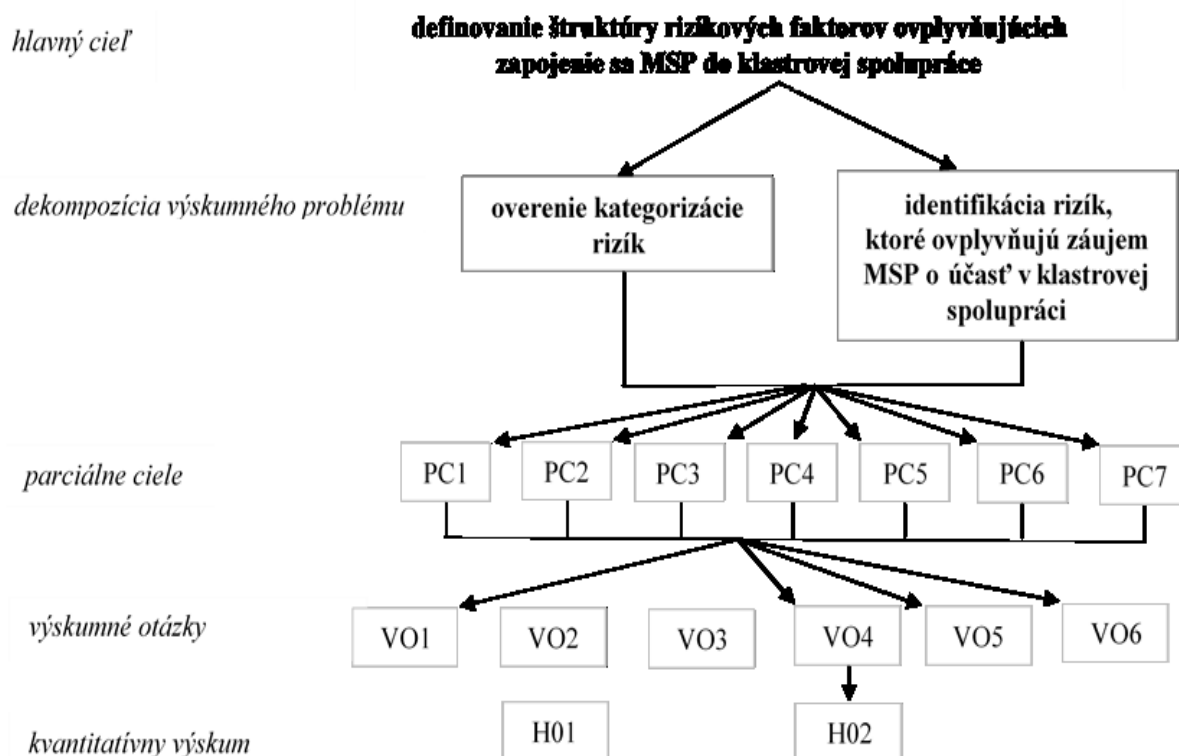 hlavný cieľ
definovanie štruktúry rizikových faktorov ovplyvňujúcich
zapojenie sa MSP do klastrovej spolupráce
dekompozícia výskumného problému
overenie kategorizácie
rizík
identifikácia rizík,
ktoré ovplyvňujú záujem
MSP o účasť v klastrovej
spolupráci
parciálne ciele
PC1
PC2
PC3
PC4
PC5
PC6
PC7
výskumné otázky
VO1
VO2
VO3
VO4
VO5
VO6
kvantitatívny výskum
H01
H02